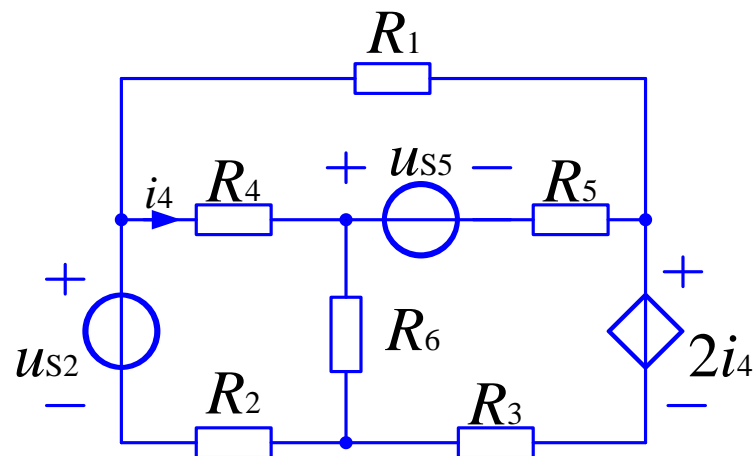 R1
+ uS5 −
i4 R4 R5
+ +
R6
uS2 2i4
− −
R2 R3